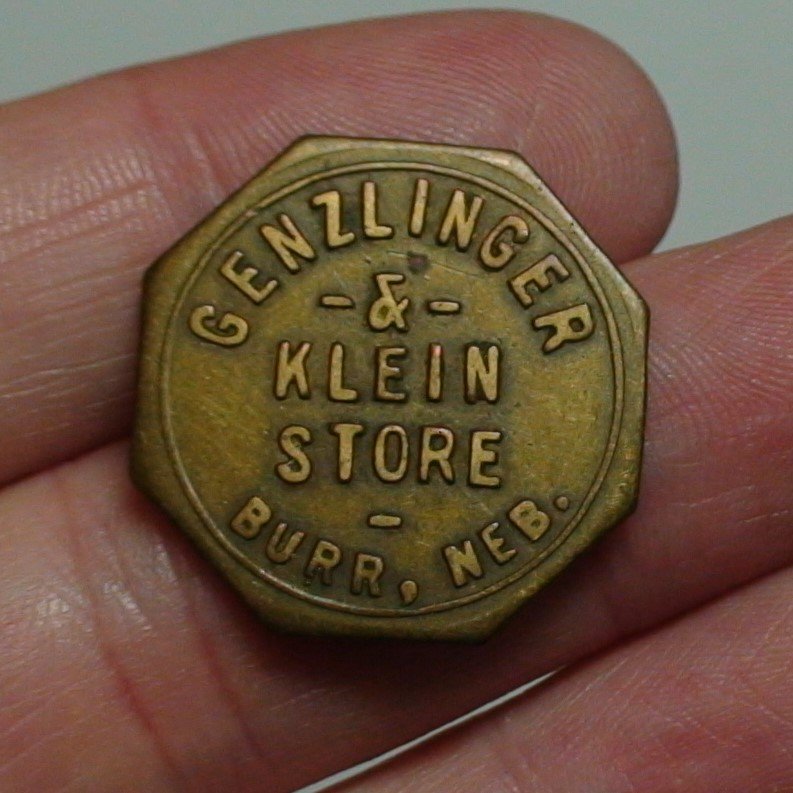 GENZLINGER
- & -
KLEIN
STORE
-
BURR, NEB.